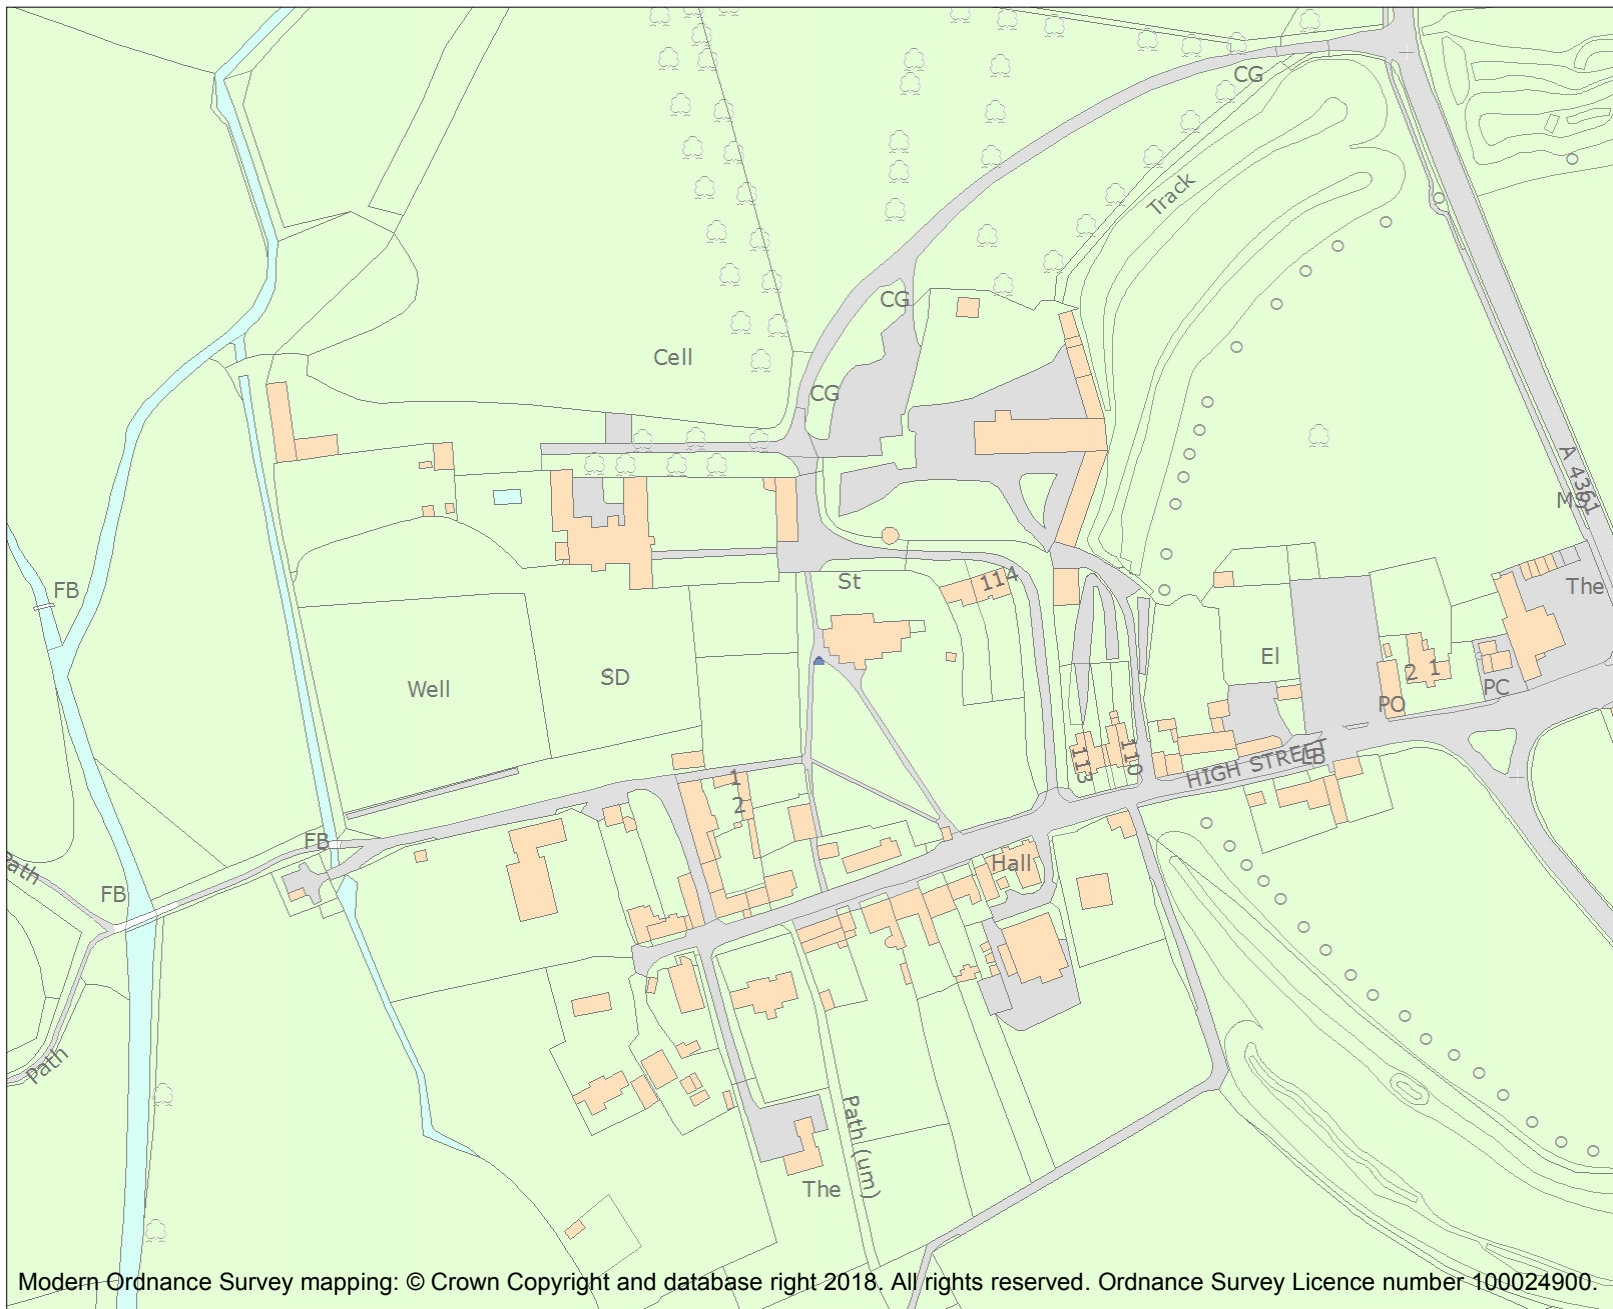 CG
Track
CG
Cell
CG
A 4361
MS
FB
St
114
The
El
SD
Well
2 1
PC
PO
113
110
HIGH STREET
LB
1
2
FB
Hall
Path
FB
Path
Path (um)
The
Modern Ordnance Survey mapping: © Crown Copyright and database right 2018. All rights reserved. Ordnance Survey Licence number 100024900.